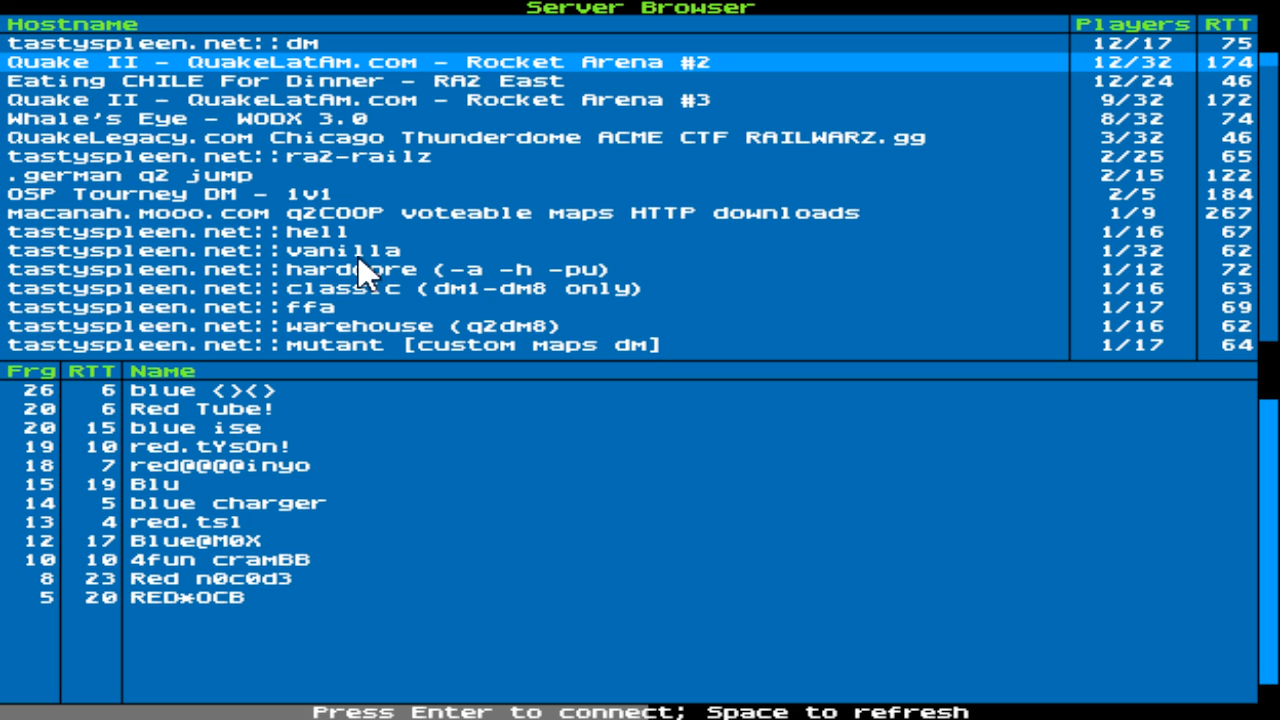 Server Browser
Hostname Players RTT
tastyspleen.net::dm 12/17 75
Quake II - QuakeLatAm.com - Rocket Arena #2 12/32 174
Eating CHILE For Dinner - RA2 East 12/24 46
Quake II - QuakeLatAm.com - Rocket Arena #3 9/32 172
Whale's Eye - WODX 3.0 8/32 74
QuakeLegacy.com Chicago Thunderdome ACME CTF RAILWARZ.gg 3/32 46
tastyspleen.net::ra2-railz 2/25 65
.german q2 jump 2/15 122
OSP Tourney DM - 1v1 2/5 184
macanah.mooo.com q2COOP voteable maps HTTP downloads 1/9 267
tastyspleen.net::hell 1/16 67
tastyspleen.net::vanilla 1/32 62
tastyspleen.net::hardcore (-a -h -pu) 1/12 72
tastyspleen.net::classic (dm1-dm8 only) 1/16 63
tastyspleen.net::ffa 1/17 69
tastyspleen.net::warehouse (q2dm8) 1/16 62
tastyspleen.net::mutant [custom maps dm] 1/17 64
Frg RTT Name
26 6 blue <><>
20 6 Red Tube!
20 15 blue ise
19 10 red.tYsOn!
18 7 red@@@@inyo
15 19 Blu
14 5 blue charger
13 4 red.tsl
12 17 Blue@M0X
10 10 4fun cramBB
8 23 Red n0c0d3
5 20 RED*OCB
Press Enter to connect; Space to refresh